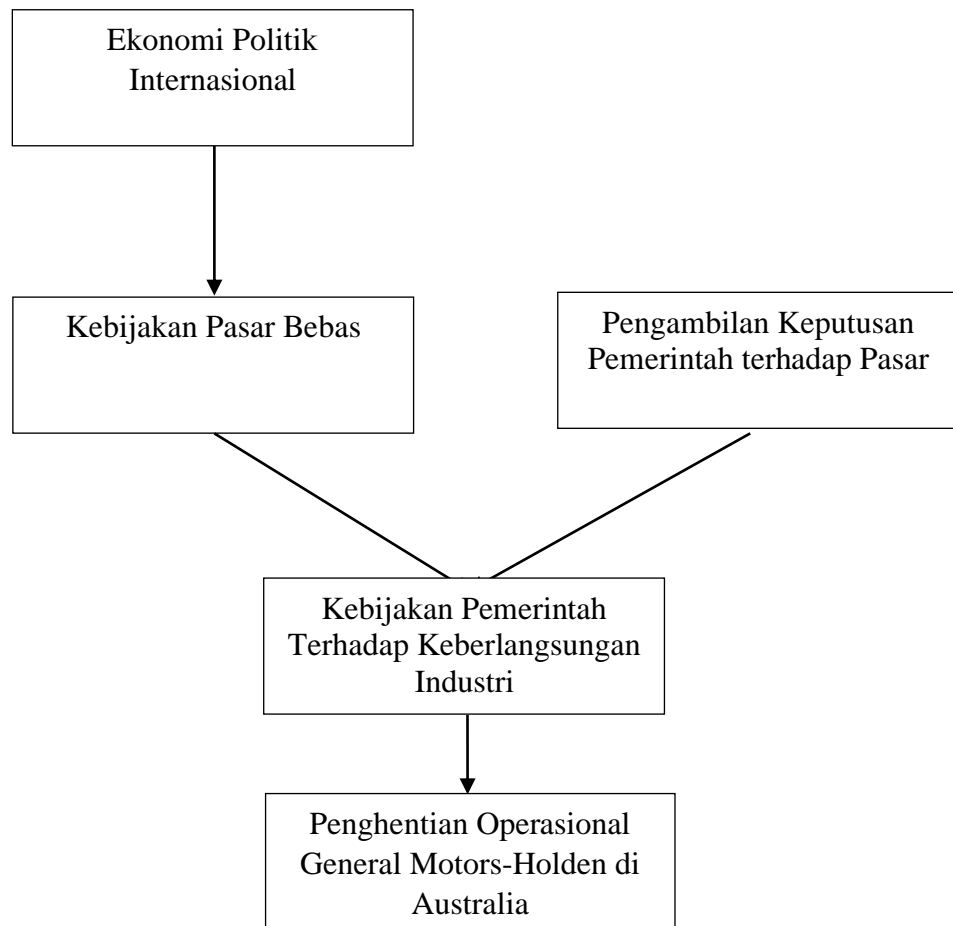 Ekonomi Politik
Internasional
Kebijakan Pasar Bebas
Pengambilan Keputusan
Pemerintah terhadap Pasar
Kebijakan Pemerintah
Terhadap Keberlangsungan
Industri
Penghentian Operasional
General Motors-Holden di
Australia